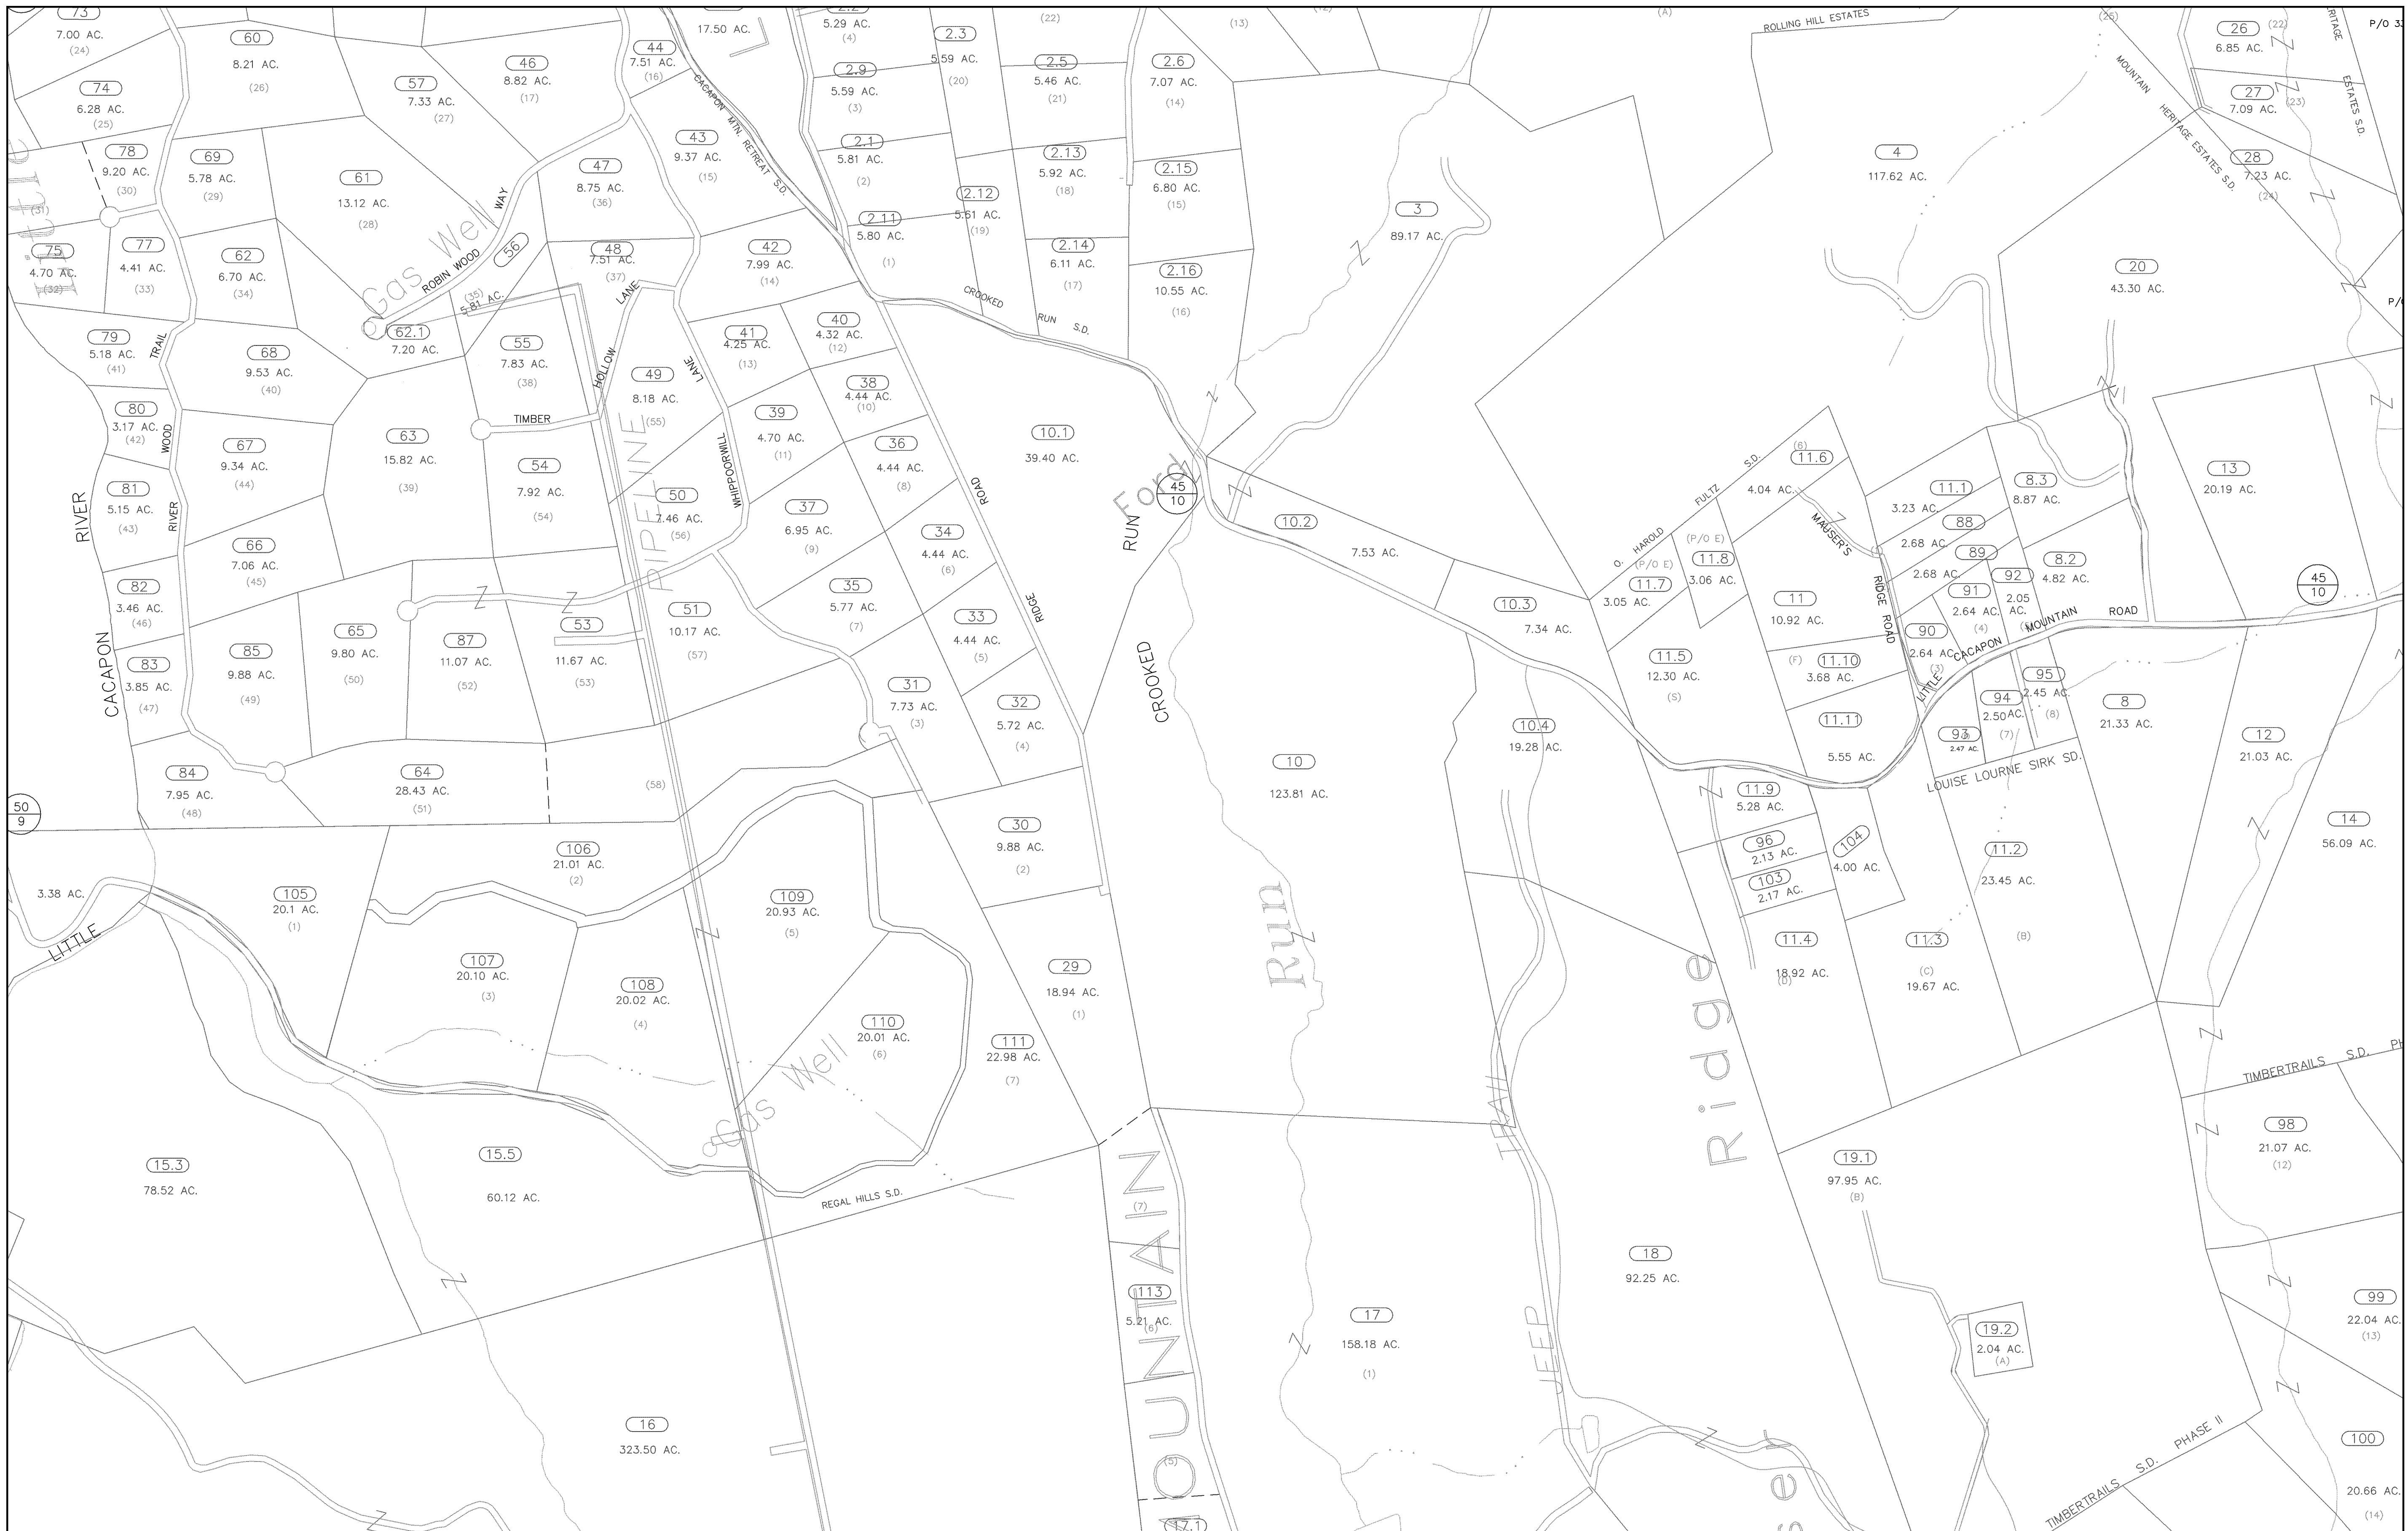 73
7.00 AC.
(24)
60
8.21 AC.
(26)
57
7.33 AC.
(27)
46
8.82 AC.
(17)
44
7.51 AC.
(16)
17.50 AC.
2.2
5.29 AC.
(4)
2.3
5.59 AC.
(20)
(22)
2.5
5.46 AC.
(21)
2.6
7.07 AC.
(14)
(13)
(A)
ROLLING HILL ESTATES
(25)
26
(22)
6.85 AC.
P/O 33
74
6.28 AC.
(25)
2.9
5.59 AC.
(3)
CACAPON MTN. RETREAT S.D.
MOUNTAIN HERITAGE ESTATES S.D.
27
7.09 AC.
(23)
ESTATES S.D.
78
9.20 AC.
(30)
69
5.78 AC.
(29)
61
13.12 AC.
(28)
47
8.75 AC.
(36)
43
9.37 AC.
(15)
2.1
5.81 AC.
(2)
2.12
5.61 AC.
(19)
2.13
5.92 AC.
(18)
2.15
6.80 AC.
(15)
4
117.62 AC.
28
7.23 AC.
(24)
(31)
75
4.70 AC.
(32)
77
4.41 AC.
(33)
62
6.70 AC.
(34)
Gas Well
ROBIN WOOD WAY
56
(35)
5.81 AC.
48
7.51 AC.
(37)
42
7.99 AC.
(14)
2.11
5.80 AC.
(1)
2.14
6.11 AC.
(17)
2.16
10.55 AC.
(16)
3
89.17 AC.
20
43.30 AC.
CROOKED RUN S.D.
79
5.18 AC.
(41)
TRAIL
68
9.53 AC.
(40)
62.1
7.20 AC.
55
7.83 AC.
(38)
HOLLOW LANE
49
8.18 AC.
(55)
LANE
41
4.25 AC.
(13)
40
4.32 AC.
(12)
38
4.44 AC.
(10)
80
3.17 AC.
(42)
WOOD
67
9.34 AC.
(44)
63
15.82 AC.
(39)
TIMBER
39
4.70 AC.
(11)
36
4.44 AC.
(8)
10.1
39.40 AC.
Ford
45
10
(6)
11.6
4.04 AC.
O. HAROLD FULTZ S.D.
MAUSER'S RIDGE ROAD
11.1
3.23 AC.
8.3
8.87 AC.
13
20.19 AC.
81
5.15 AC.
(43)
RIVER
RIVER
54
7.92 AC.
(54)
PIPELINE
50
7.46 AC.
(56)
WHIPPOORWILL
37
6.95 AC.
(9)
34
4.44 AC.
(6)
ROAD
RUN
10.2
7.53 AC.
(P/O E)
(P/O E)
11.8
3.06 AC.
11.7
3.05 AC.
88
2.68 AC.
89
2.68 AC.
91
2.64 AC.
(4)
92
2.05 AC.
8.2
4.82 AC.
45
10
66
7.06 AC.
(45)
82
3.46 AC.
(46)
65
9.80 AC.
(50)
87
11.07 AC.
(52)
53
11.67 AC.
(53)
51
10.17 AC.
(57)
35
5.77 AC.
(7)
33
4.44 AC.
(5)
RIDGE
10.3
7.34 AC.
11
10.92 AC.
90
2.64 AC.
(3)
LITTLE CACAPON MOUNTAIN ROAD
CACAPON
83
3.85 AC.
(47)
85
9.88 AC.
(49)
31
7.73 AC.
(3)
32
5.72 AC.
(4)
CROOKED
11.5
12.30 AC.
(S)
(F)
11.10
3.68 AC.
11.11
5.55 AC.
93
2.47 AC.
94
2.50 AC.
(7)
95
2.45 AC.
(8)
8
21.33 AC.
12
21.03 AC.
10.4
19.28 AC.
10
123.81 AC.
LOUISE LOURNE SIRK SD.
50
9
84
7.95 AC.
(48)
64
28.43 AC.
(51)
(58)
30
9.88 AC.
(2)
11.9
5.28 AC.
96
2.13 AC.
103
2.17 AC.
104
4.00 AC.
11.2
23.45 AC.
(B)
14
56.09 AC.
3.38 AC.
LITTLE
105
20.1 AC.
(1)
106
21.01 AC.
(2)
109
20.93 AC.
(5)
107
20.10 AC.
(3)
108
20.02 AC.
(4)
110
20.01 AC.
(6)
Gas Well
111
22.98 AC.
(7)
29
18.94 AC.
(1)
Run
11.4
18.92 AC.
(D)
11.3
(C)
19.67 AC.
Ridge
JEEP TRAIL
TIMBERTRAILS S.D. PH
15.3
78.52 AC.
15.5
60.12 AC.
REGAL HILLS S.D.
(7)
19.1
97.95 AC.
(B)
98
21.07 AC.
(12)
113
5.21 AC.
(6)
17
158.18 AC.
(1)
18
92.25 AC.
19.2
2.04 AC.
(A)
99
22.04 AC.
(13)
16
323.50 AC.
OUNTAIN
(5)
17.1
TIMBERTRAILS S.D. PHASE II
100
20.66 AC.
(14)